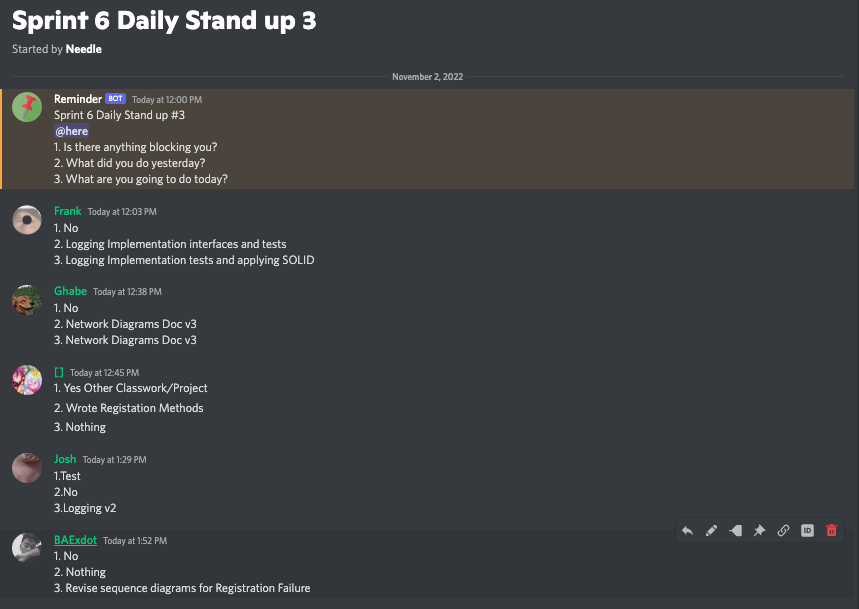 Sprint 6 Daily Stand up 3
Started by Needle
November 2, 2022
Reminder BOT Today at 12:00 PM
Sprint 6 Daily Stand up #3
@here
1. Is there anything blocking you?
2. What did you do yesterday?
3. What are you going to do today?
Frank Today at 12:03 PM
1. No
2. Logging Implementation interfaces and tests
3. Logging Implementation tests and applying SOLID
Ghabe Today at 12:38 PM
1. No
2. Network Diagrams Doc v3
3. Network Diagrams Doc v3
[] Today at 12:45 PM
1. Yes Other Classwork/Project
2. Wrote Registation Methods
3. Nothing
Josh Today at 1:29 PM
1.Test
2.No
3.Logging v2
ID
BAExdot Today at 1:52 PM
1. No
2. Nothing
3. Revise sequence diagrams for Registration Failure